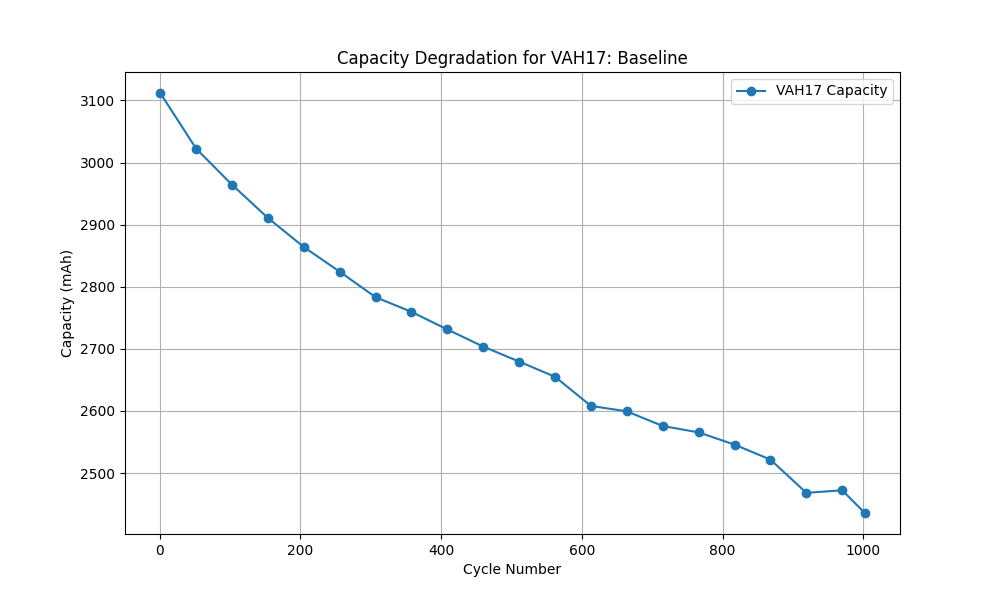 Capacity Degradation for VAH17: Baseline
VAH17 Capacity
3100
3000
2900
2800
2700
2600
2500
Capacity (mAh)
0 200 400 600 800 1000
Cycle Number